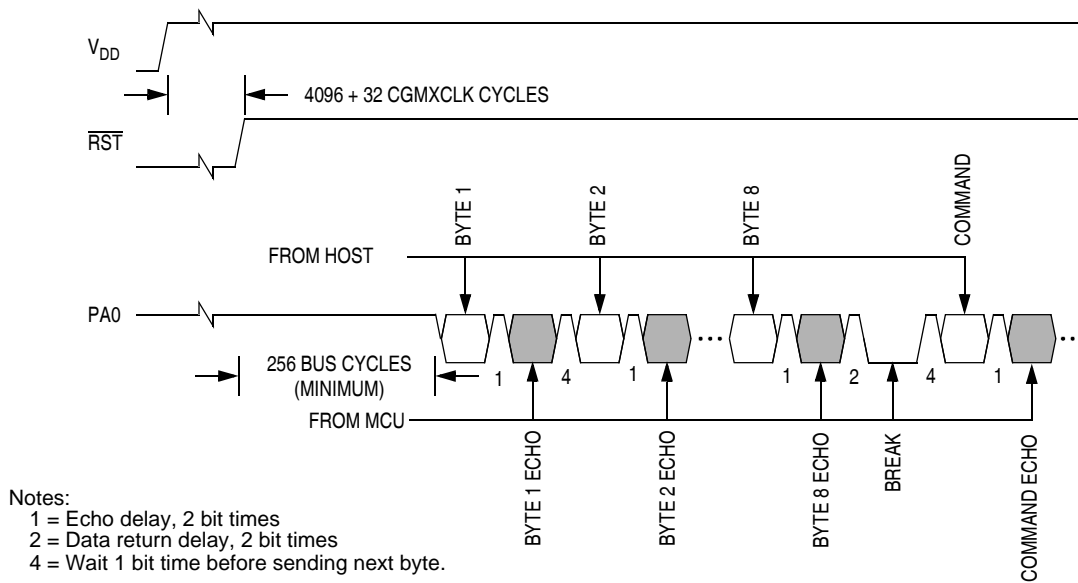 VDD
4096 + 32 CGMXCLK CYCLES
RST
BYTE 1
BYTE 2
BYTE 8
COMMAND
FROM HOST
PA0
256 BUS CYCLES
(MINIMUM)
1
4
1
1
2
4
1
FROM MCU
BYTE 1 ECHO
BYTE 2 ECHO
BYTE 8 ECHO
BREAK
COMMAND ECHO
Notes:
1 = Echo delay, 2 bit times
2 = Data return delay, 2 bit times
4 = Wait 1 bit time before sending next byte.